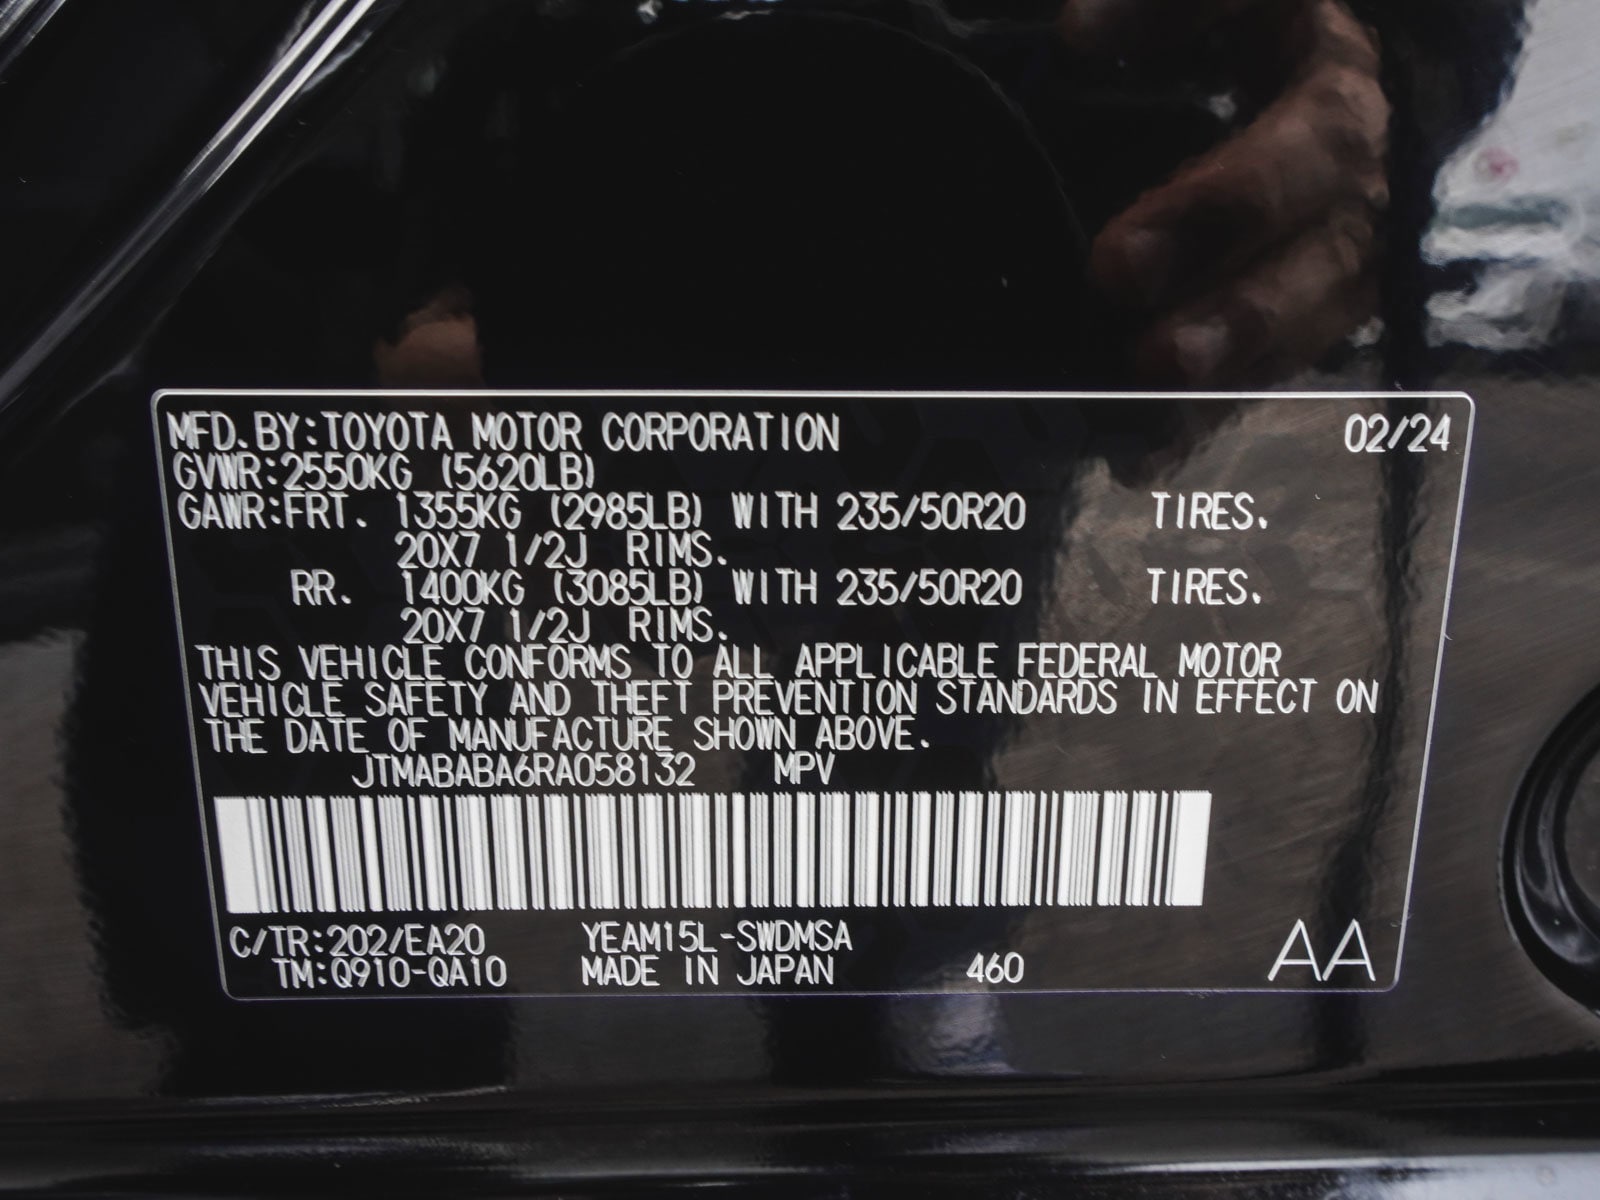 MFD.BY:TOYOTA MOTOR CORPORATION 02/24
GVWR:2550KG (5620LB)
GAWR:FRT. 1355KG (2985LB) WITH 235/50R20 TIRES.
20X7 1/2J RIMS.
RR. 1400KG (3085LB) WITH 235/50R20 TIRES.
20X7 1/2J RIMS.
THIS VEHICLE CONFORMS TO ALL APPLICABLE FEDERAL MOTOR
VEHICLE SAFETY AND THEFT PREVENTION STANDARDS IN EFFECT ON
THE DATE OF MANUFACTURE SHOWN ABOVE.
JTMABABA6RA058132 MPV
C/TR:202/EA20 YEAM15L-SWDMSA
TM:Q910-QA10 MADE IN JAPAN 460 AA